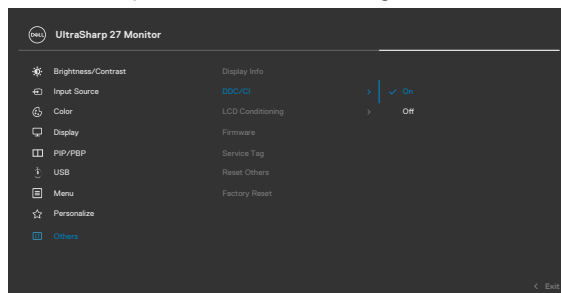 DELL UltraSharp 27 Monitor
Brightness/Contrast Display Info
Input Source DDC/CI On
Color LCD Conditioning Off
Display Firmware
PIP/PBP Service Tag
USB Reset Others
Menu Factory Reset
Personalize
Others
Exit